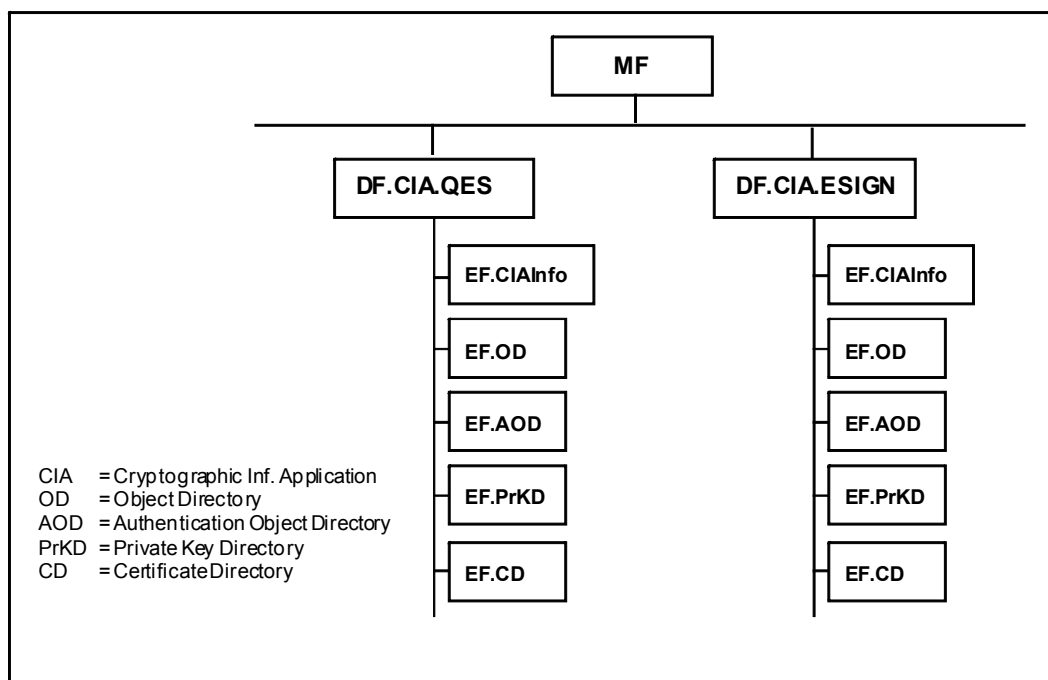 MF
DF.CIA.QES
DF.CIA.ESIGN
EF.CIAInfo
EF.CIAInfo
EF.OD
EF.OD
EF.AOD
EF.AOD
EF.PrKD
EF.PrKD
EF.CD
EF.CD
CIA = Cryptographic Inf. Application
OD = Object Directory
AOD = Authentication Object Directory
PrKD = Private Key Directory
CD = Certificate Directory